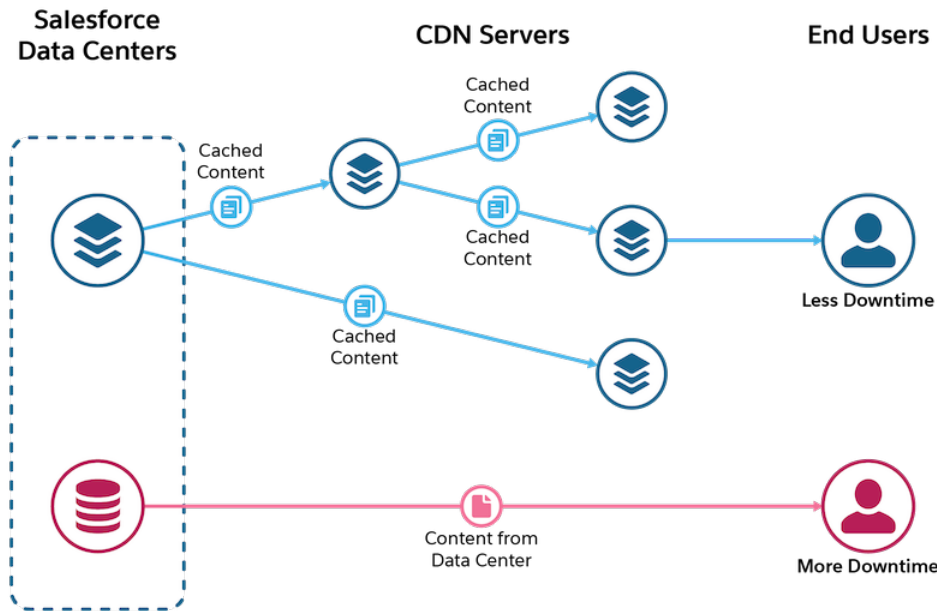 Salesforce
Data Centers
CDN Servers
End Users
Cached
Content
Cached
Content
Cached
Content
Cached
Content
Less Downtime
Content from
Data Center
More Downtime